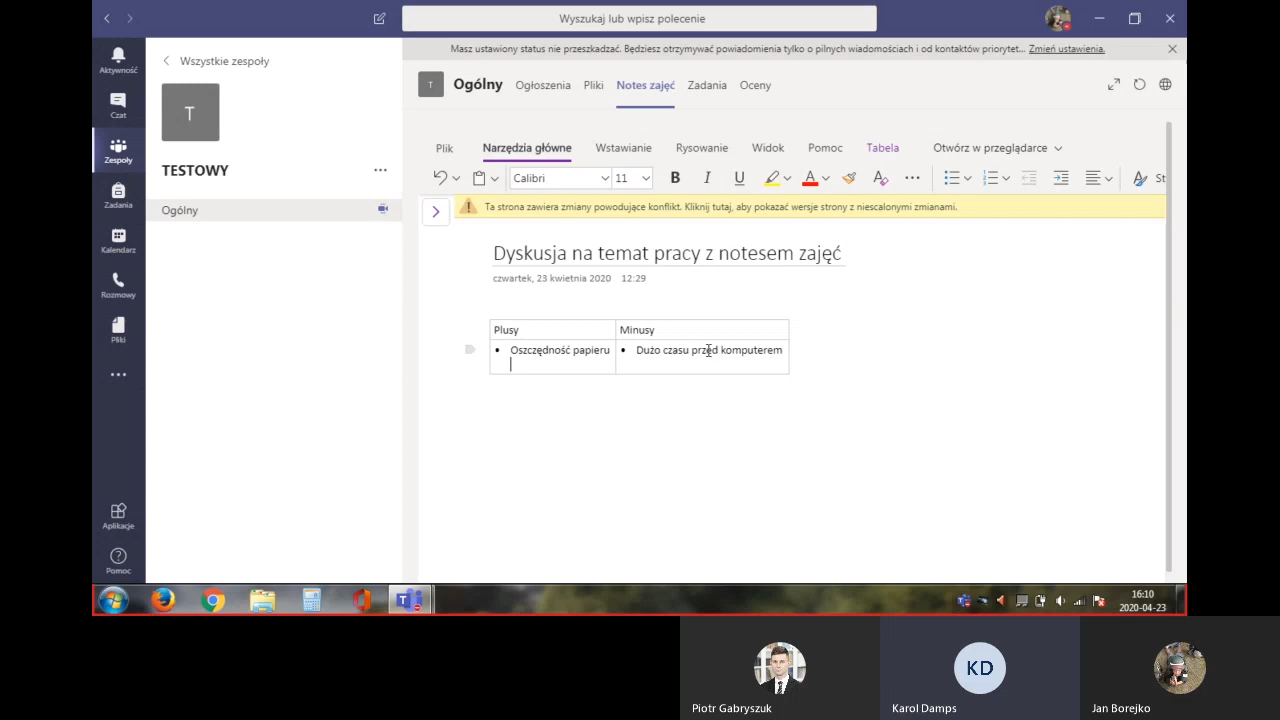 Wyszukaj lub wpisz polecenie
Masz ustawiony status nie przeszkadzać. Będziesz otrzymywać powiadomienia tylko o pilnych wiadomościach i od kontaktów priorytet... Zmień ustawienia.
Aktywność
Czat
Zespoły
Zadania
Kalendarz
Rozmowy
Pliki
Aplikacje
Pomoc
Wszystkie zespoły
T
TESTOWY
Ogólny
T Ogólny Ogłoszenia Pliki Notes zajęć Zadania Oceny
Plik Narzędzia główne Wstawianie Rysowanie Widok Pomoc Tabela Otwórz w przeglądarce
Calibri 11 B I U A St
Ta strona zawiera zmiany powodujące konflikt. Kliknij tutaj, aby pokazać wersje strony z niescalonymi zmianami.
Dyskusja na temat pracy z notesem zajęć
czwartek, 23 kwietnia 2020 12:29
Plusy Minusy
• Oszczędność papieru • Dużo czasu przed komputerem
16:10
2020-04-23
KD
Piotr Gabryszuk Karol Damps Jan Borejko